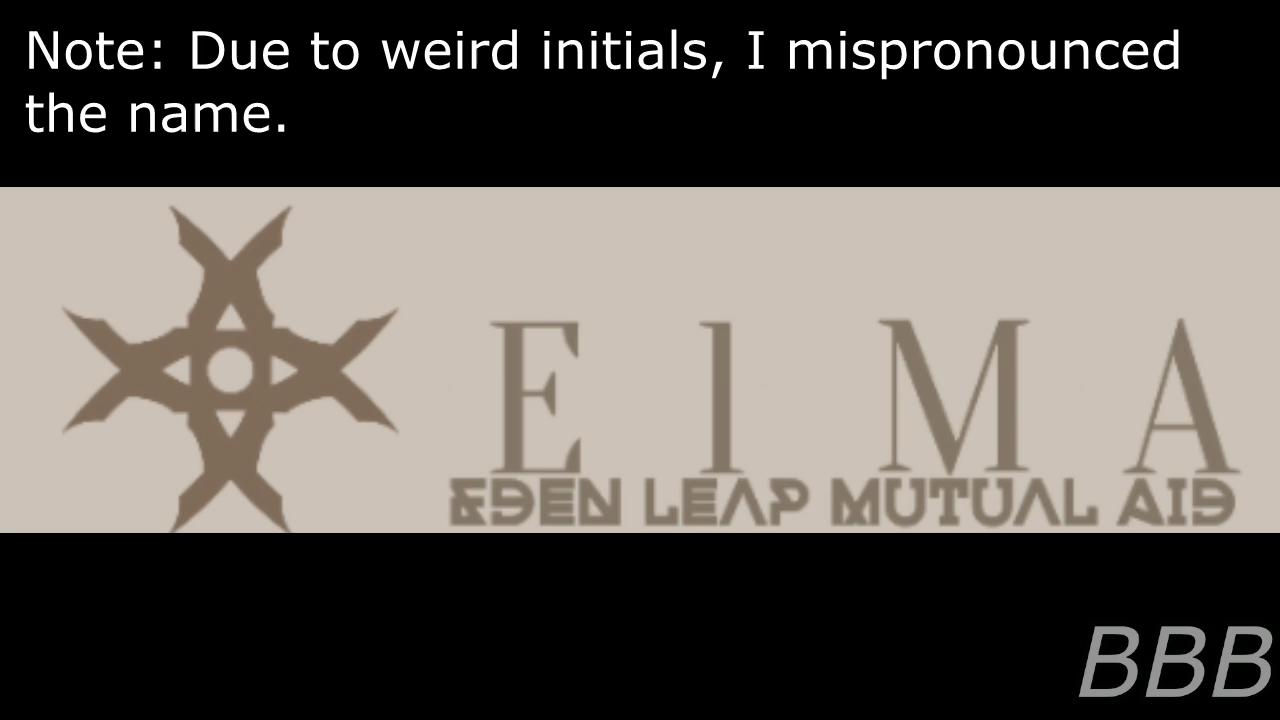 Note: Due to weird initials, I mispronounced
the name.
E I M A
EDEN LEAP MUTUAL AID
BBB